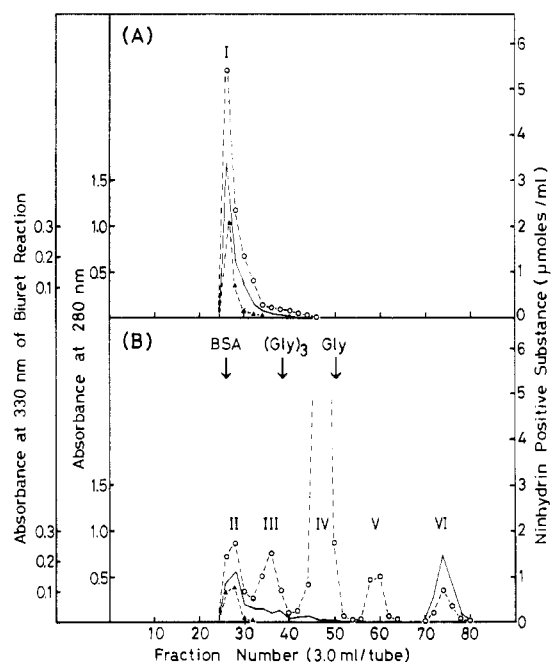 (A)
I
6
5
4
3
2
1
0
1.5
1.0
0.5
0.3
0.2
0.1
(B)
BSA (Gly)3 Gly
II III IV V VI
6
5
4
3
2
1
0
1.5
1.0
0.5
0.3
0.2
0.1
10 20 30 40 50 60 70 80
Fraction Number (3.0 ml/tube)
Absorbance at 330 nm of Biuret Reaction
Absorbance at 280 nm
Ninhydrin Positive Substance (μmoles/ml)